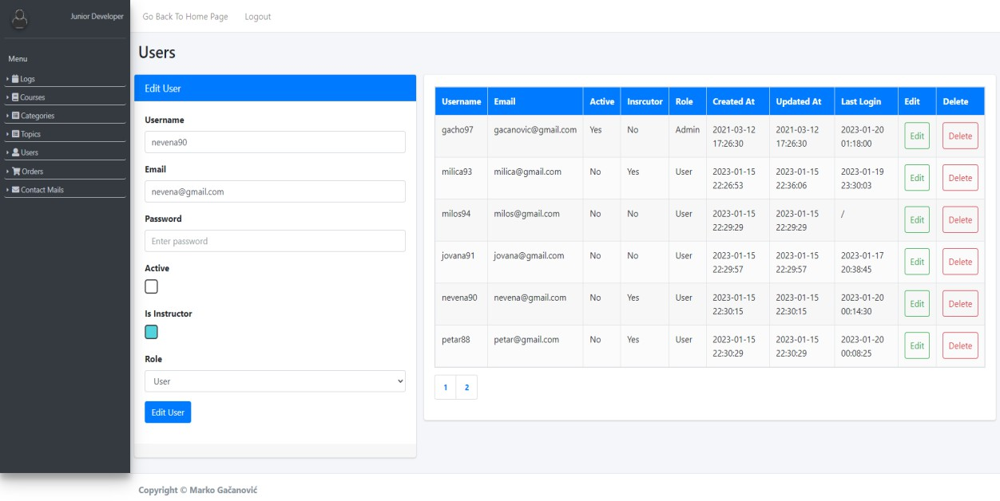 Junior Developer
Go Back To Home Page Logout
Menu
Logs
Courses
Categories
Topics
Users
Orders
Contact Mails
Users
Edit User
Username
nevena90
Email
nevena@gmail.com
Password
Enter password
Active
Is Instructor
Role
User
Edit User
Username Email Active Insrcutor Role Created At Updated At Last Login Edit Delete
gacho97 gacanovic@gmail.com Yes No Admin 2021-03-12 2021-03-12 2023-01-20 Edit Delete
17:26:30 17:26:30 01:18:00
milica93 milica@gmail.com No Yes User 2023-01-15 2023-01-15 2023-01-19 Edit Delete
22:26:53 22:36:06 23:30:03
milos94 milos@gmail.com No No User 2023-01-15 2023-01-15 / Edit Delete
22:29:29 22:29:29
jovana91 jovana@gmail.com No No User 2023-01-15 2023-01-15 2023-01-17 Edit Delete
22:29:57 22:29:57 20:38:45
nevena90 nevena@gmail.com No Yes User 2023-01-15 2023-01-15 2023-01-20 Edit Delete
22:30:15 22:30:15 00:14:30
petar88 petar@gmail.com No Yes User 2023-01-15 2023-01-15 2023-01-20 Edit Delete
22:30:29 22:30:29 00:08:25
1 2
Copyright © Marko Gačanović